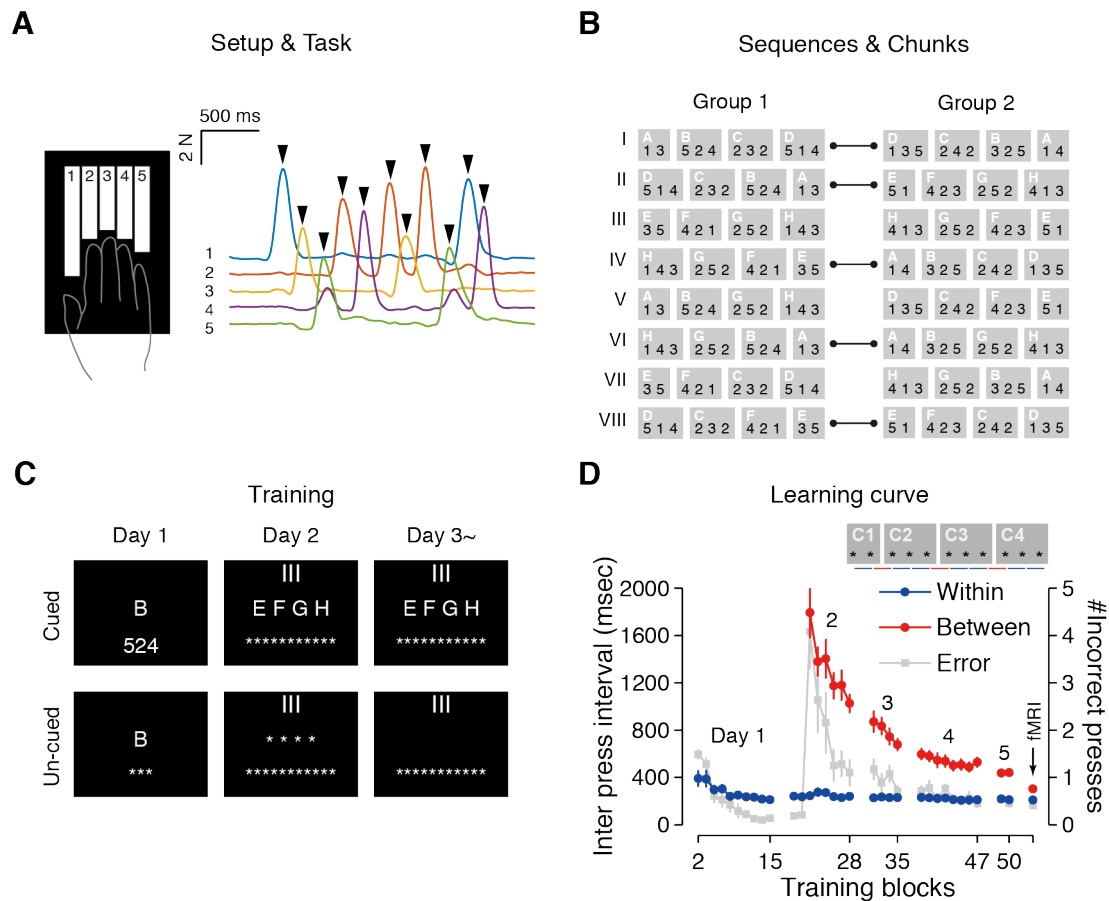 A
Setup & Task
500 ms
2 N
1 2 3 4 5
1
2
3
4
5
B
Sequences & Chunks
Group 1
Group 2
I
A B C D
1 3 5 2 4 2 3 2 5 1 4
D C B A
1 3 5 2 4 2 3 2 5 1 4
II
D C B A
5 1 4 2 3 2 5 2 4 1 3
E F G H
5 1 4 2 3 2 5 2 4 1 3
III
E F G H
3 5 4 2 1 2 5 2 1 4 3
H G F E
4 1 3 2 5 2 4 2 3 5 1
IV
H G F E
1 4 3 2 5 2 4 2 1 3 5
A B C D
1 4 3 2 5 2 4 2 1 3 5
V
A B G H
1 3 5 2 4 2 5 2 1 4 3
D C F E
1 3 5 2 4 2 4 2 3 5 1
VI
H G B A
1 4 3 2 5 2 5 2 4 1 3
A B G H
1 4 3 2 5 2 5 2 4 1 3
VII
E F C D
3 5 4 2 1 2 3 2 5 1 4
H G B A
4 1 3 2 5 2 3 2 5 1 4
VIII
D C F E
5 1 4 2 3 2 4 2 1 3 5
E F C D
5 1 4 2 3 2 4 2 1 3 5
C
Training
Day 1 Day 2 Day 3~
Cued
B
524
III
E F G H
***********
III
E F G H
***********
Un-cued
B
***
III
* * * *
***********
III
***********
D
Learning curve
C1 C2 C3 C4
* * * * * * * * * * *
Within
Between
Error
Inter press interval (msec)
2000
1600
1200
800
400
0
#Incorrect presses
5
4
3
2
1
0
Day 1
2
3
4
5
fMRI
2 15 28 35 47 50
Training blocks